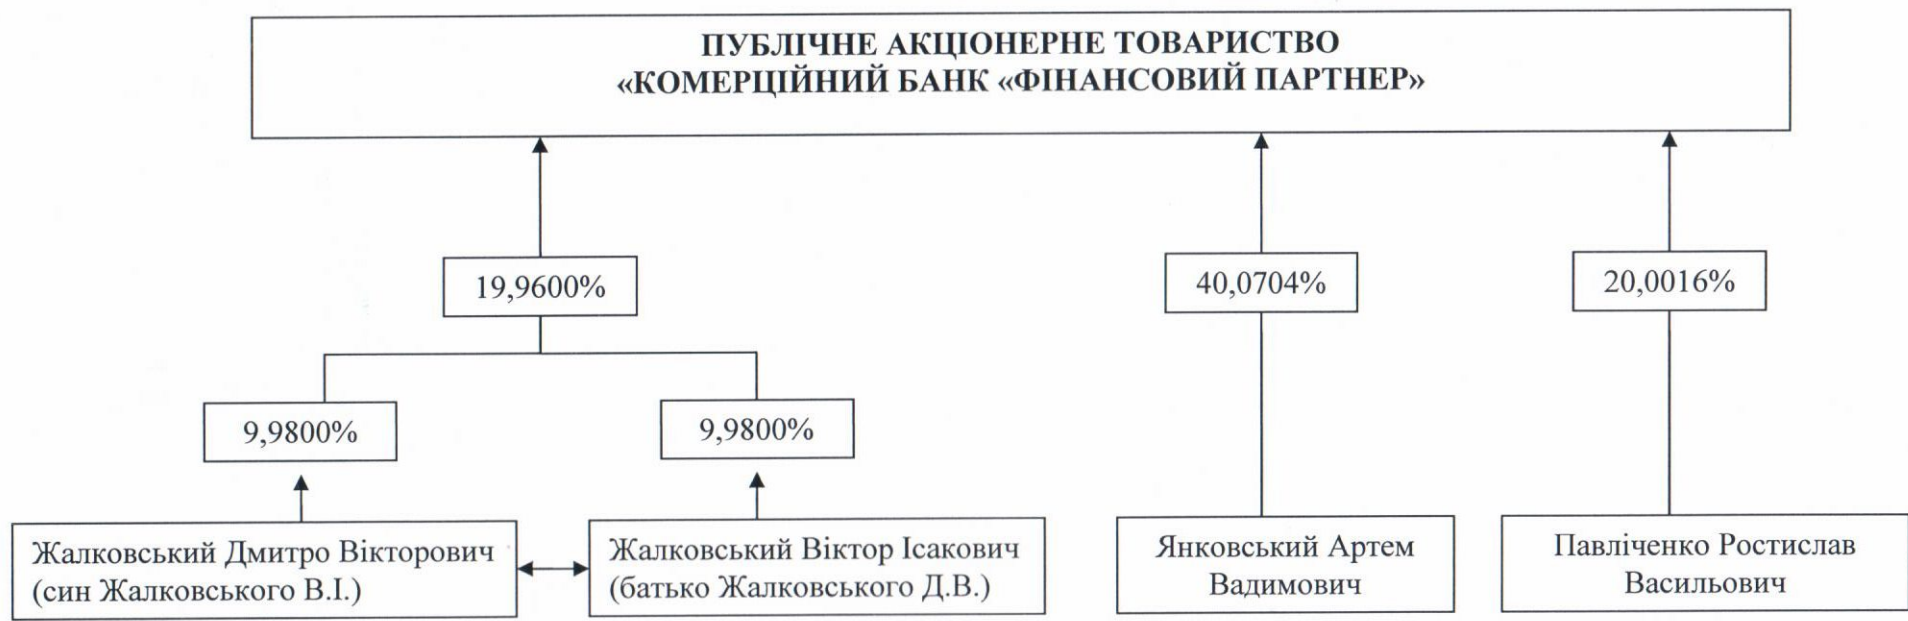 ПУБЛІЧНЕ АКЦІОНЕРНЕ ТОВАРИСТВО
«КОМЕРЦІЙНИЙ БАНК «ФІНАНСОВИЙ ПАРТНЕР»
19,9600%
40,0704%
20,0016%
9,9800%
9,9800%
Жалковський Дмитро Вікторович
(син Жалковського В.І.)
Жалковський Віктор Ісакович
(батько Жалковського Д.В.)
Янковський Артем
Вадимович
Павліченко Ростислав
Васильович